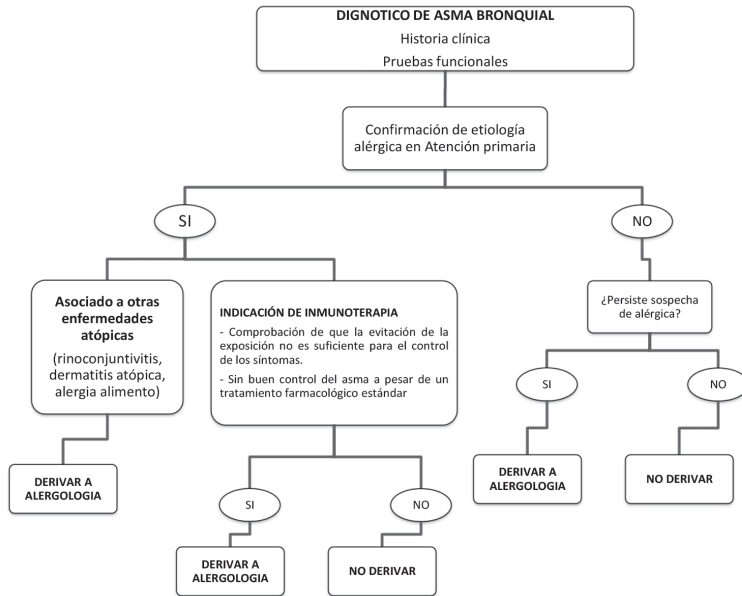 DIGNOTICO DE ASMA BRONQUIAL
Historia clínica
Pruebas funcionales
Confirmación de etiología
alérgica en Atención primaria
SI
NO
Asociado a otras
enfermedades
atópicas
(rinoconjuntivitis,
dermatitis atópica,
alergia alimento)
INDICACIÓN DE INMUNOTERAPIA
- Comprobación de que la evitación de la
exposición no es suficiente para el control
de los síntomas.
- Sin buen control del asma a pesar de un
tratamiento farmacológico estándar
¿Persiste sospecha
de alérgica?
SI
NO
DERIVAR A
ALERGOLOGIA
SI
NO
DERIVAR A
ALERGOLOGIA
NO DERIVAR
DERIVAR A
ALERGOLOGIA
NO DERIVAR